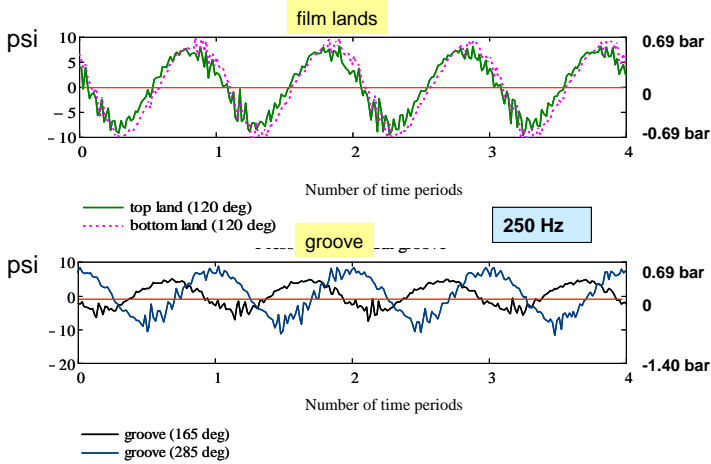 film lands
psi
10
5
0
- 5
- 10
0.69 bar
0
-0.69 bar
0 1 2 3 4
Number of time periods
top land (120 deg)
bottom land (120 deg)
250 Hz
groove
psi
10
0
- 10
- 20
0.69 bar
0
-1.40 bar
0 1 2 3 4
Number of time periods
groove (165 deg)
groove (285 deg)